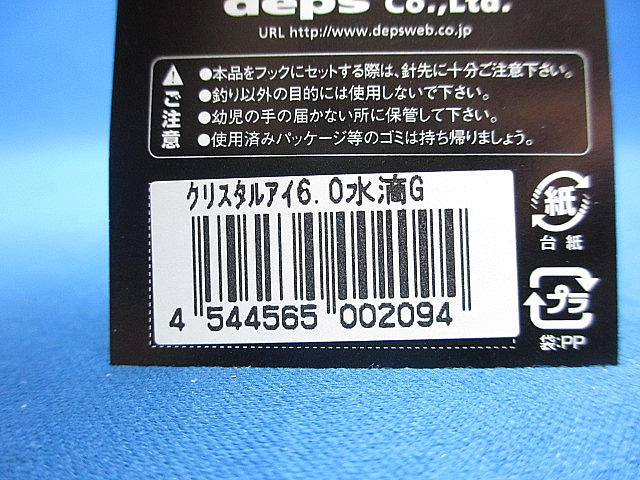 deps Co.,Ltd.
URL http://www.depsweb.co.jp
ご注意
●本品をフックにセットする際は、針先に十分ご注意下さい。
●釣り以外の目的には使用しないで下さい。
●幼児の手の届かない所に保管して下さい。
●使用済みパッケージ等のゴミは持ち帰りましょう。
クリスタルアイ6.0水滴G
4 544565 002094
紙
台紙
プラ
袋:PP